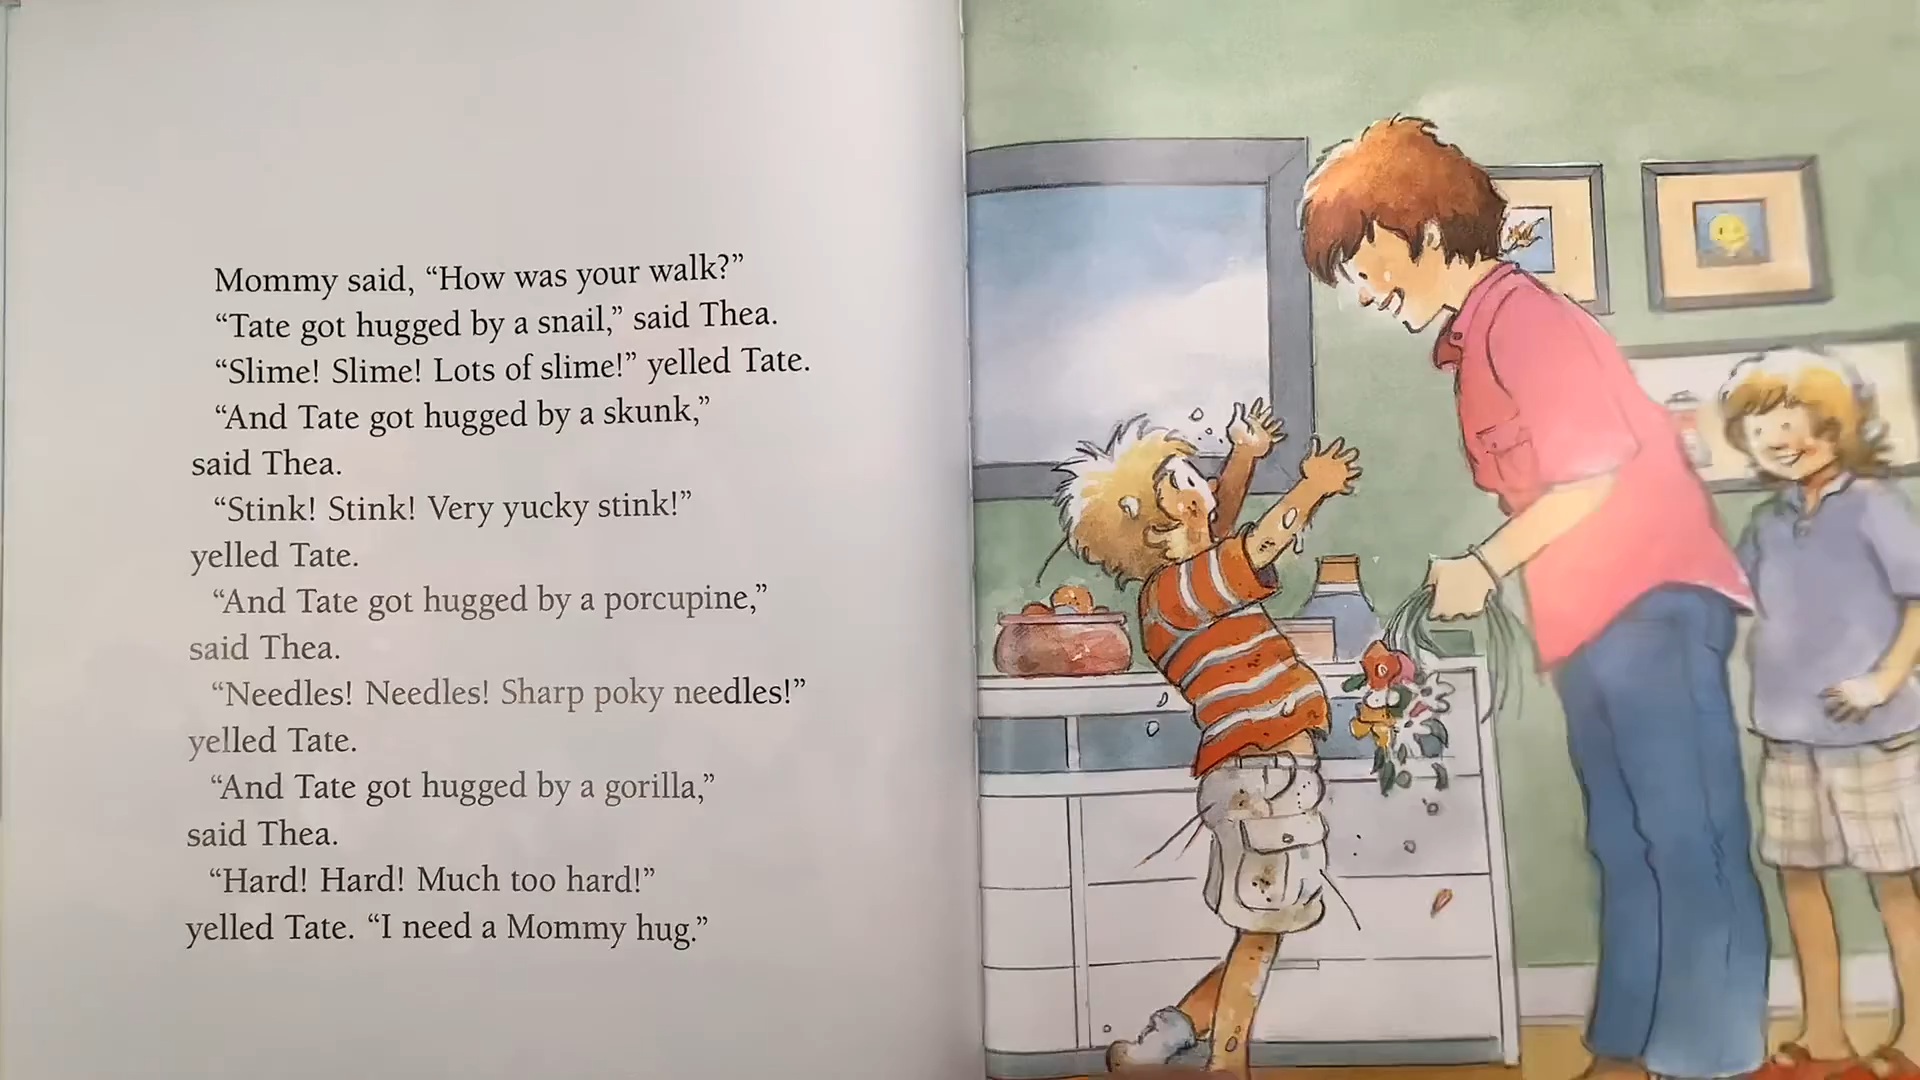 Mommy said, “How was your walk?”
“Tate got hugged by a snail,” said Thea.
“Slime! Slime! Lots of slime!” yelled Tate.
“And Tate got hugged by a skunk,”
said Thea.
“Stink! Stink! Very yucky stink!”
yelled Tate.
“And Tate got hugged by a porcupine,”
said Thea.
“Needles! Needles! Sharp poky needles!”
yelled Tate.
“And Tate got hugged by a gorilla,”
said Thea.
“Hard! Hard! Much too hard!”
yelled Tate. “I need a Mommy hug.”